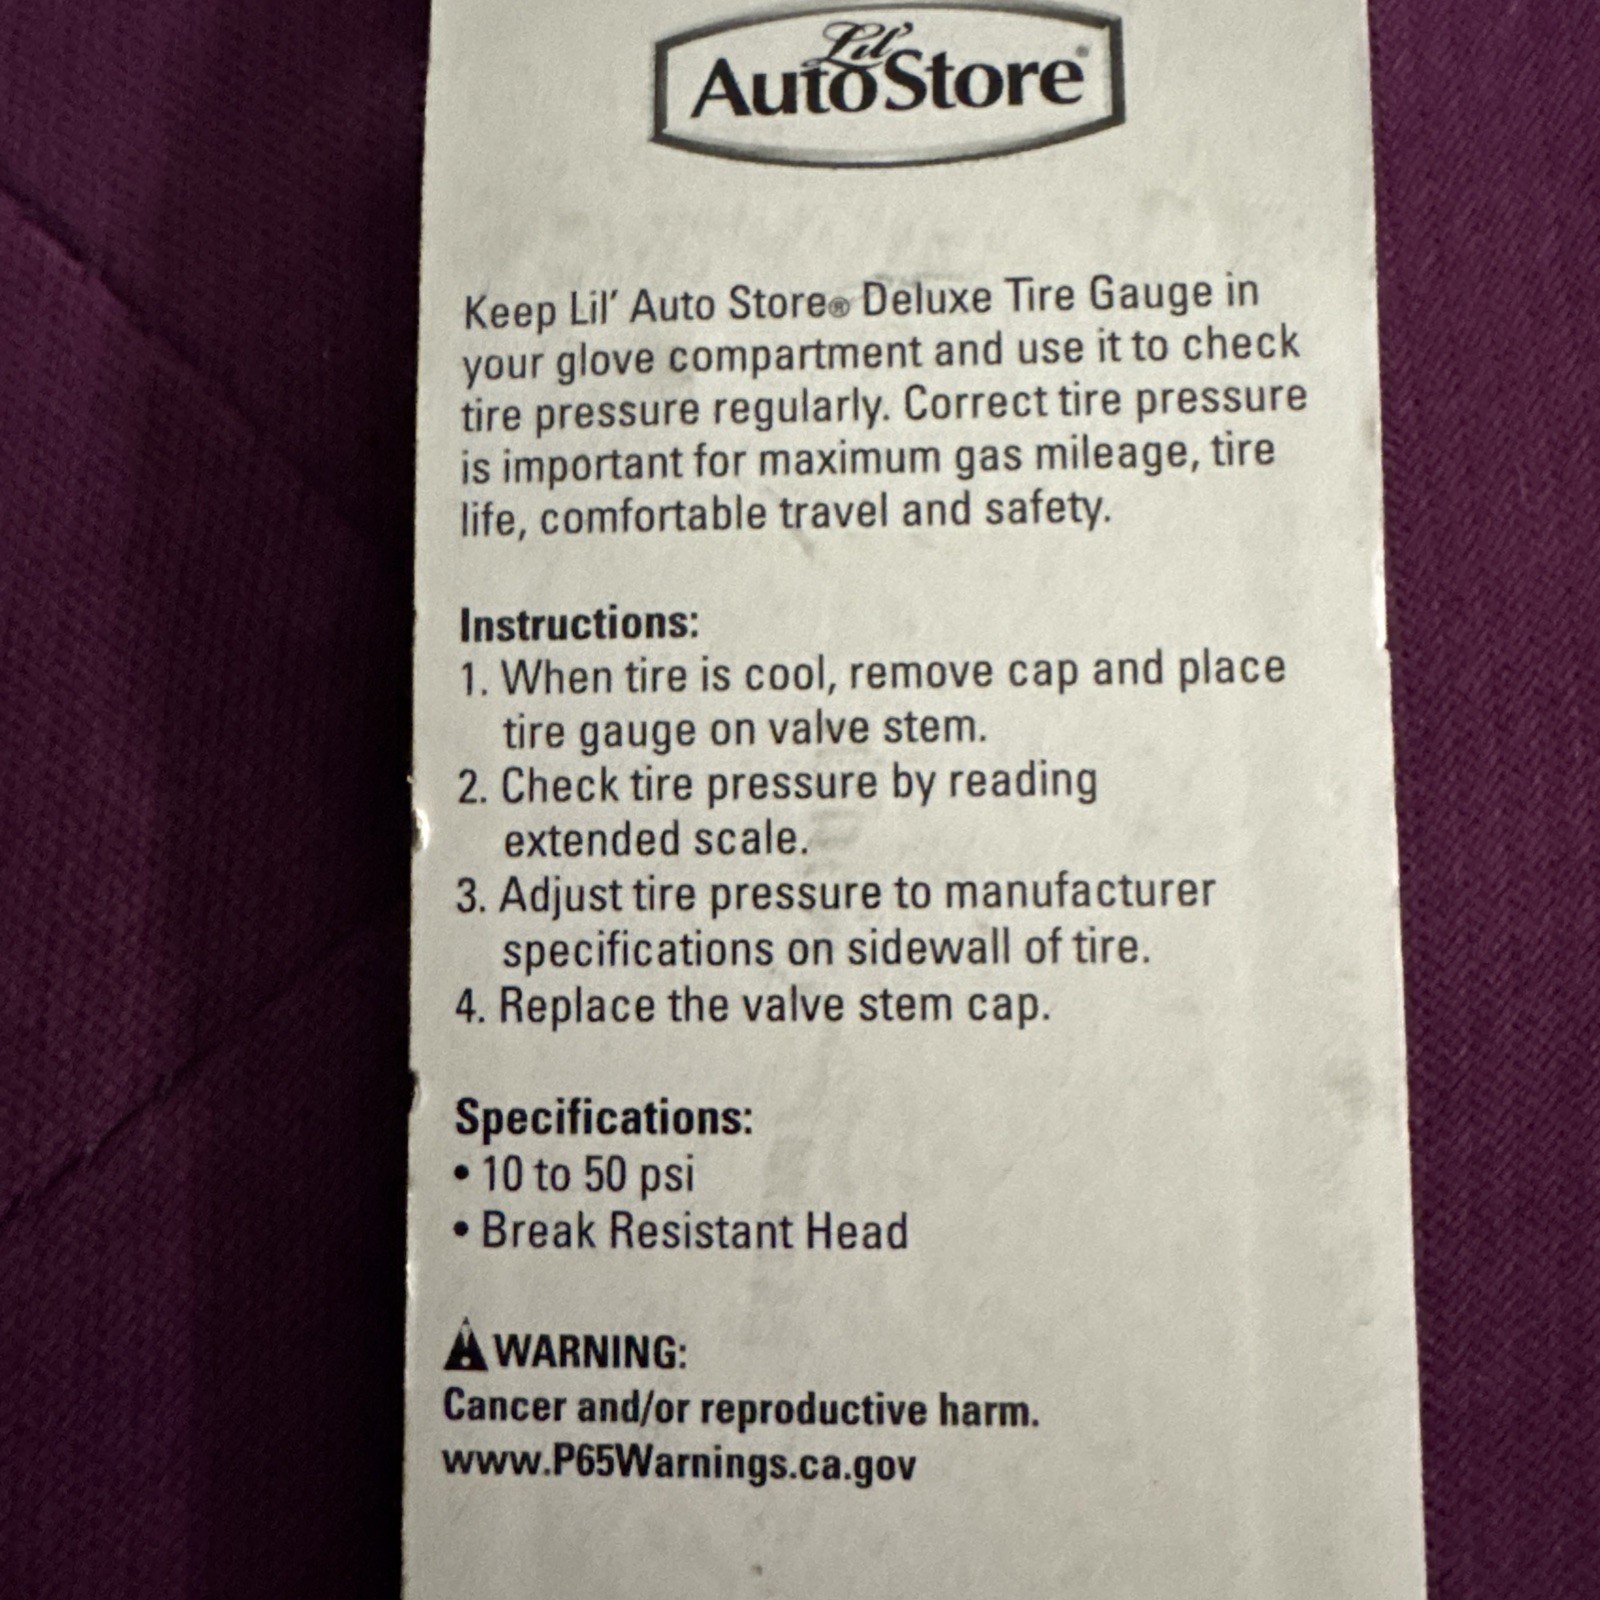 Lil'
AutoStore®
Keep Lil' Auto Store® Deluxe Tire Gauge in
your glove compartment and use it to check
tire pressure regularly. Correct tire pressure
is important for maximum gas mileage, tire
life, comfortable travel and safety.
Instructions:
1. When tire is cool, remove cap and place
tire gauge on valve stem.
2. Check tire pressure by reading
extended scale.
3. Adjust tire pressure to manufacturer
specifications on sidewall of tire.
4. Replace the valve stem cap.
Specifications:
• 10 to 50 psi
• Break Resistant Head
⚠ WARNING:
Cancer and/or reproductive harm.
www.P65Warnings.ca.gov